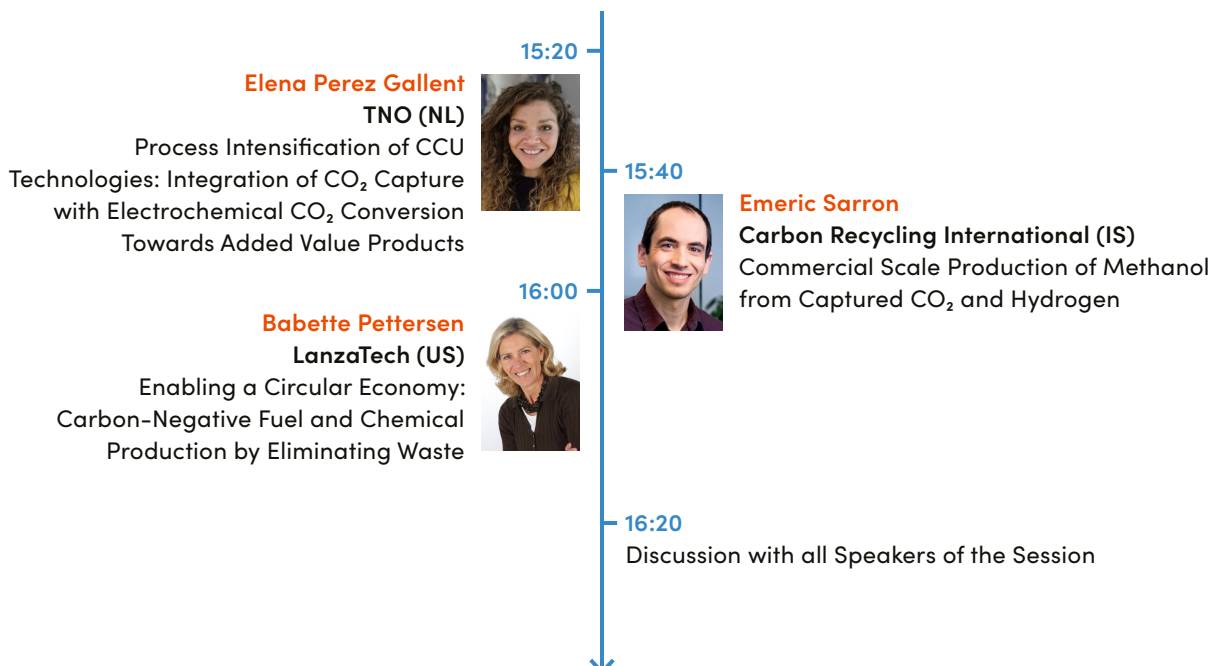 15:20
Elena Perez Gallent
TNO (NL)
Process Intensification of CCU
Technologies: Integration of CO₂ Capture
with Electrochemical CO₂ Conversion
Towards Added Value Products
15:40
Emeric Sarron
Carbon Recycling International (IS)
Commercial Scale Production of Methanol
from Captured CO₂ and Hydrogen
16:00
Babette Pettersen
LanzaTech (US)
Enabling a Circular Economy:
Carbon-Negative Fuel and Chemical
Production by Eliminating Waste
16:20
Discussion with all Speakers of the Session